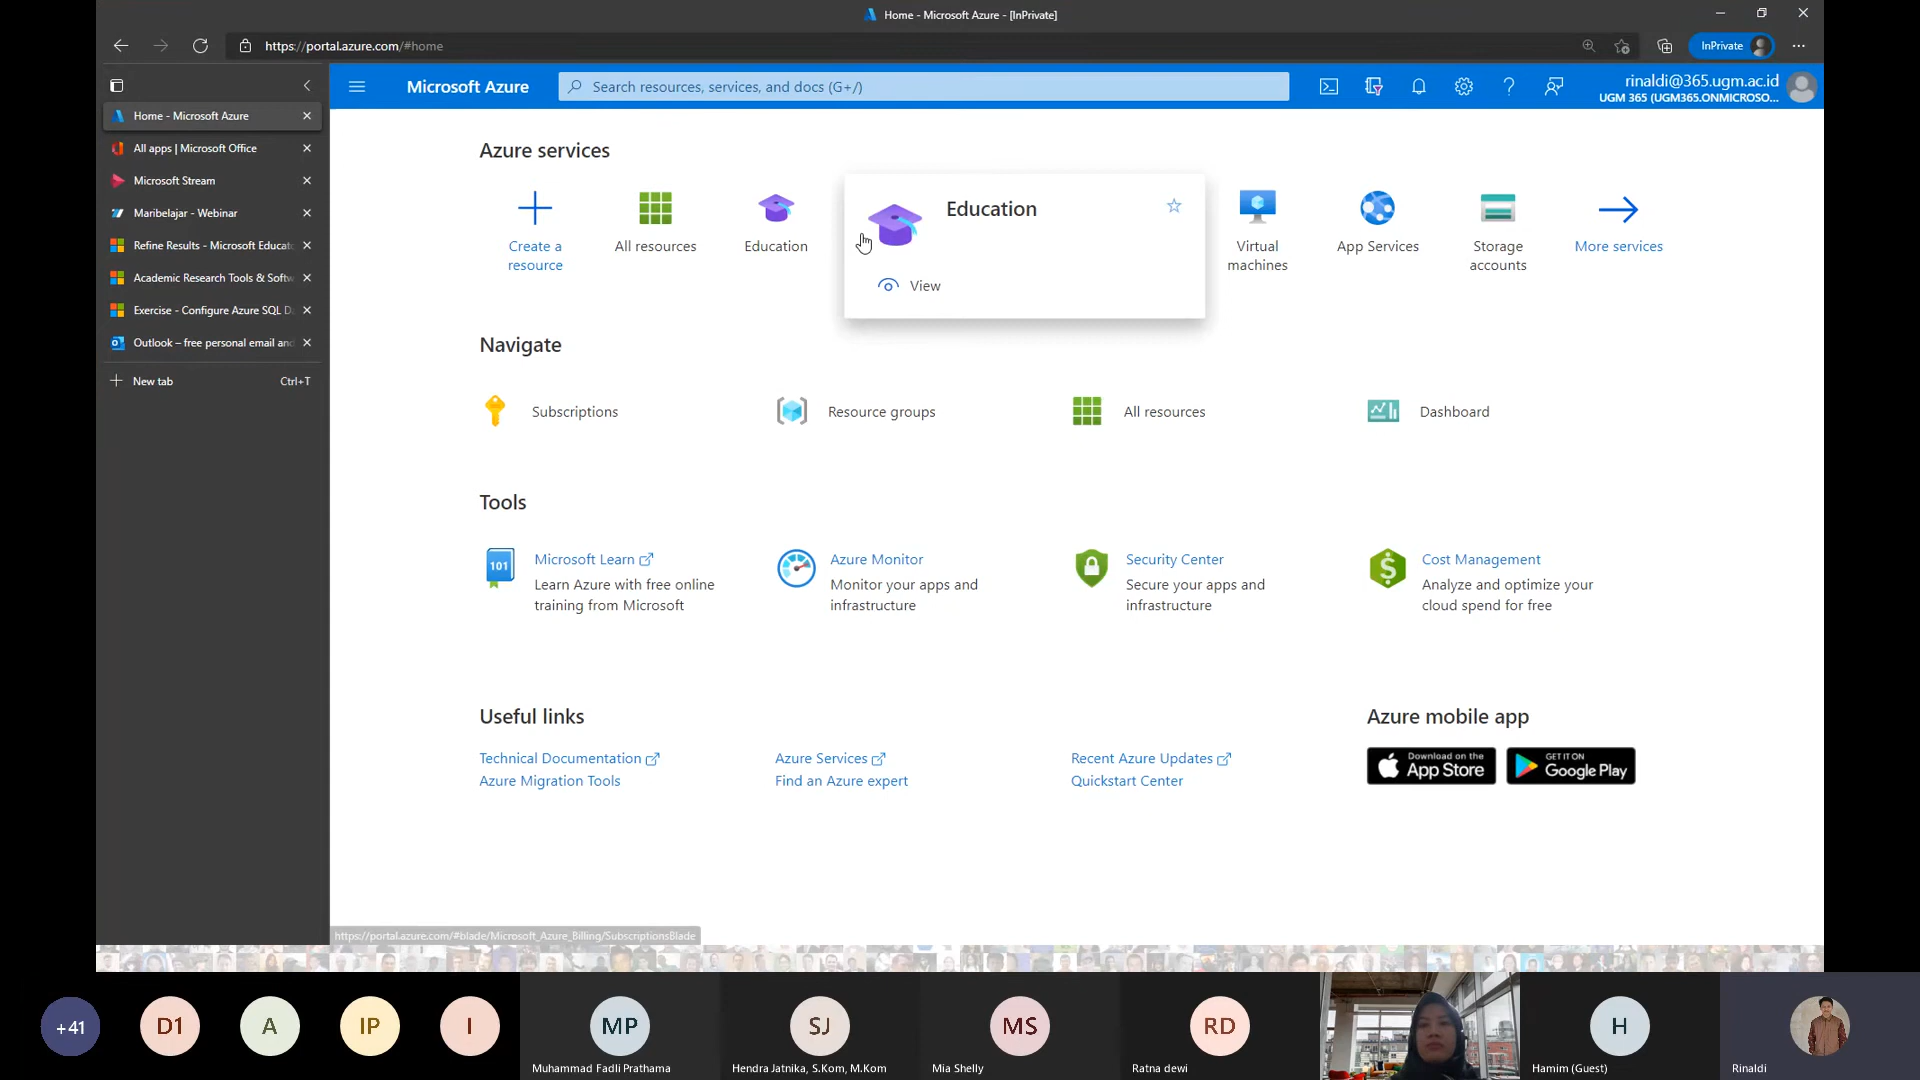 Home - Microsoft Azure - [InPrivate]
https://portal.azure.com/#home
InPrivate
Home - Microsoft Azure
All apps | Microsoft Office
Microsoft Stream
Maribelajar - Webinar
Refine Results - Microsoft Educat
Academic Research Tools & Softw
Exercise - Configure Azure SQL D
Outlook – free personal email and
New tab
Ctrl+T
Microsoft Azure
Search resources, services, and docs (G+/)
rinaldi@365.ugm.ac.id
UGM 365 (UGM365.ONMICROSO...
Azure services
Create a
resource
All resources
Education
Education
View
Virtual
machines
App Services
Storage
accounts
More services
Navigate
Subscriptions
Resource groups
All resources
Dashboard
Tools
101
Microsoft Learn
Learn Azure with free online
training from Microsoft
Azure Monitor
Monitor your apps and
infrastructure
Security Center
Secure your apps and
infrastructure
Cost Management
Analyze and optimize your
cloud spend for free
Useful links
Technical Documentation
Azure Migration Tools
Azure Services
Find an Azure expert
Recent Azure Updates
Quickstart Center
Azure mobile app
Download on the
App Store
GET IT ON
Google Play
https://portal.azure.com/#blade/Microsoft_Azure_Billing/SubscriptionsBlade
+41
D1
A
IP
I
MP
Muhammad Fadli Prathama
SJ
Hendra Jatnika, S.Kom, M.Kom
MS
Mia Shelly
RD
Ratna dewi
H
Hamim (Guest)
Rinaldi